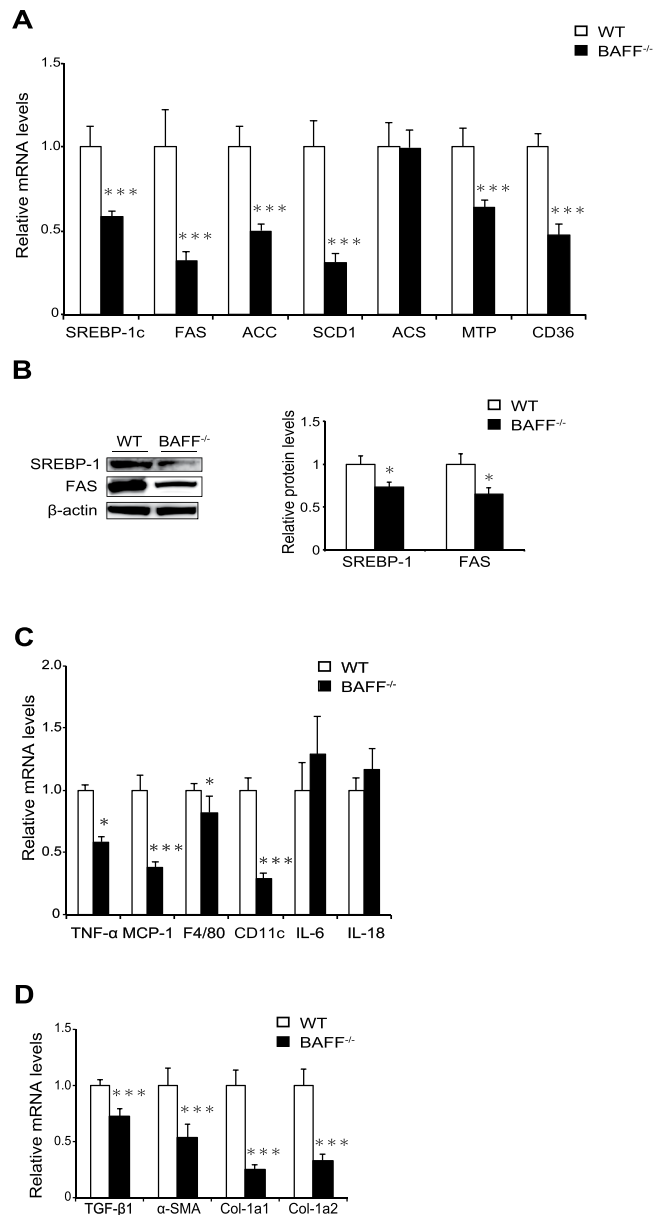 A
WT
BAFF-/-
Relative mRNA levels
1.5
1.0
0.5
0
***
***
***
***
***
***
SREBP-1c FAS ACC SCD1 ACS MTP CD36
B
WT BAFF-/-
SREBP-1
FAS
β-actin
WT
BAFF-/-
Relative protein levels
1.5
1
0.5
0
*
*
SREBP-1 FAS
C
WT
BAFF-/-
Relative mRNA levels
2.0
1.5
1.0
0.5
0
*
***
*
***
TNF-α MCP-1 F4/80 CD11c IL-6 IL-18
D
WT
BAFF-/-
Relative mRNA levels
1.5
1.0
0.5
0
***
***
***
***
TGF-β1 α-SMA Col-1a1 Col-1a2